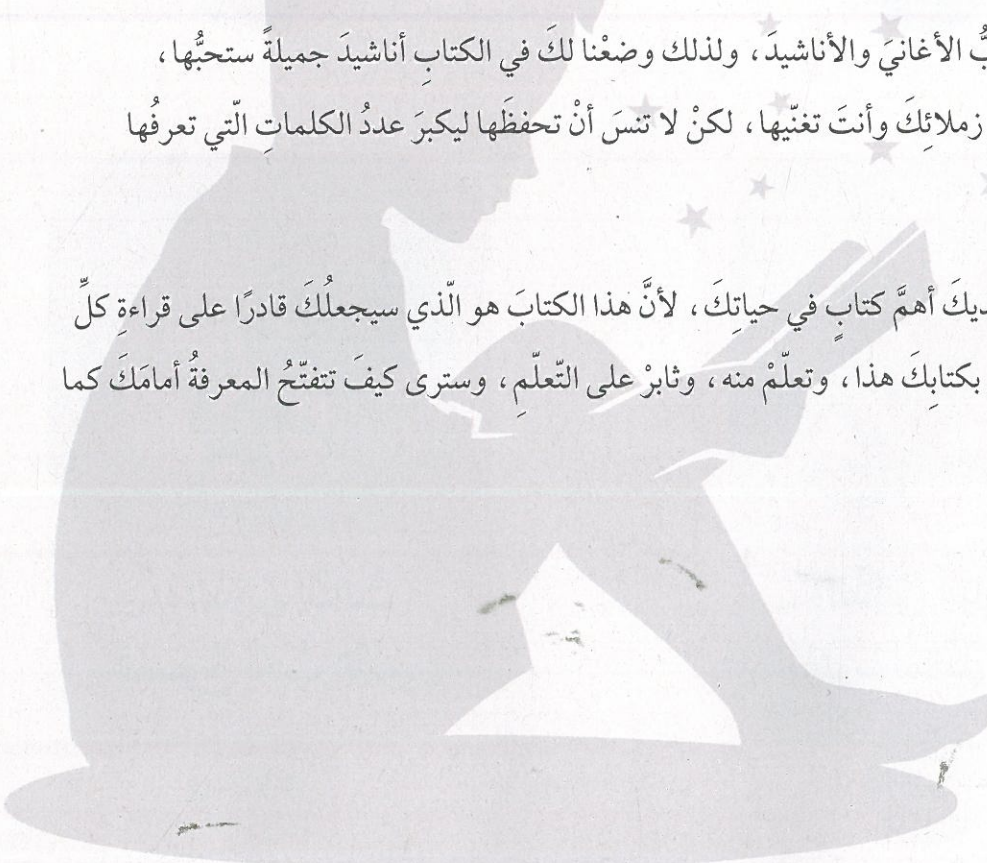 الأغانيَ والأناشيدَ، ولذلك وضعْنا لكَ في الكتابِ أناشيدَ جميلةً ستحبُّها،
زملائِكَ وأنتَ تغنّيها، لكنْ لا تنسَ أنْ تحفظَها ليكبرَ عددُ الكلماتِ الّتي تعرفُها
أهمَّ كتابٍ في حياتِكَ، لأنَّ هذا الكتابَ هو الّذي سيجعلُكَ قادرًا على قراءةِ كلِّ
بكتابِكَ هذا، وتعلّمْ منه، وثابرْ على التّعلّمِ، وسترى كيفَ تتفتّحُ المعرفةُ أمامَكَ كما